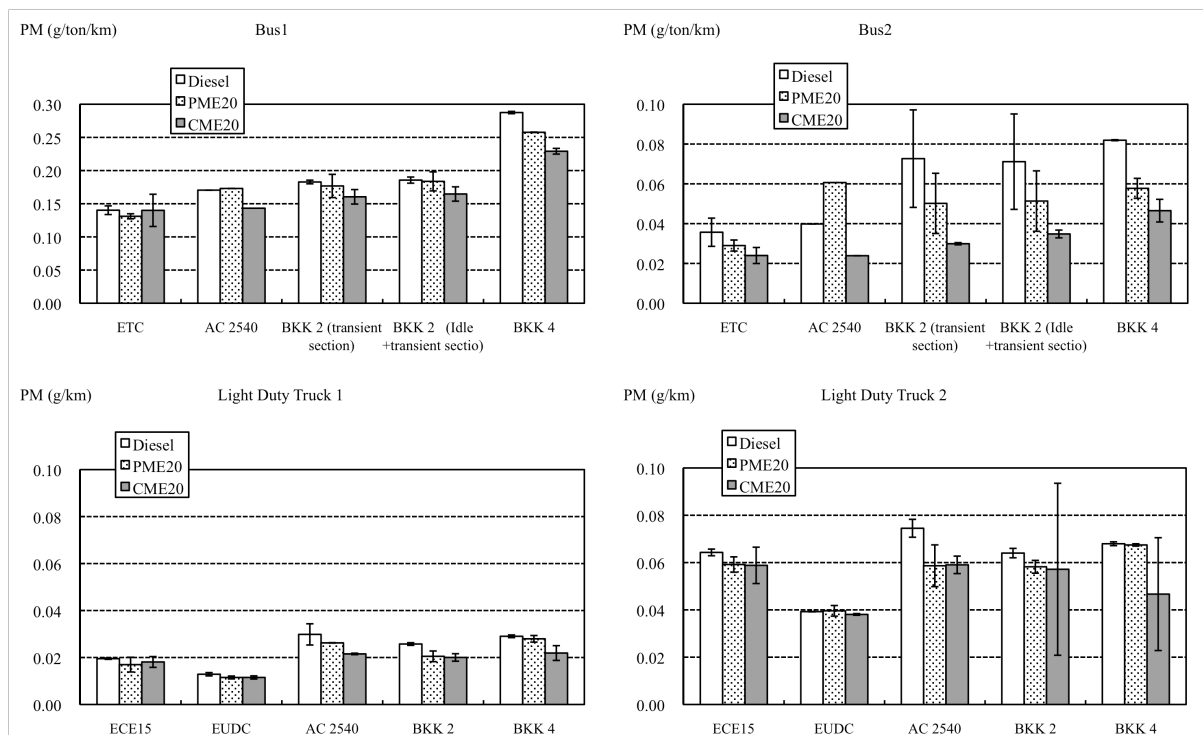 PM (g/ton/km) Bus1
Diesel
PME20
CME20
0.30
0.25
0.20
0.15
0.10
0.05
0.00
ETC AC 2540 BKK 2 (transient BKK 2 (Idle BKK 4
section) +transient sectio)
PM (g/ton/km) Bus2
Diesel
PME20
CME20
0.10
0.08
0.06
0.04
0.02
0.00
ETC AC 2540 BKK 2 (transient BKK 2 (Idle BKK 4
section) +transient sectio)
PM (g/km) Light Duty Truck 1
Diesel
PME20
CME20
0.10
0.08
0.06
0.04
0.02
0.00
ECE15 EUDC AC 2540 BKK 2 BKK 4
PM (g/km) Light Duty Truck 2
Diesel
PME20
CME20
0.10
0.08
0.06
0.04
0.02
0.00
ECE15 EUDC AC 2540 BKK 2 BKK 4